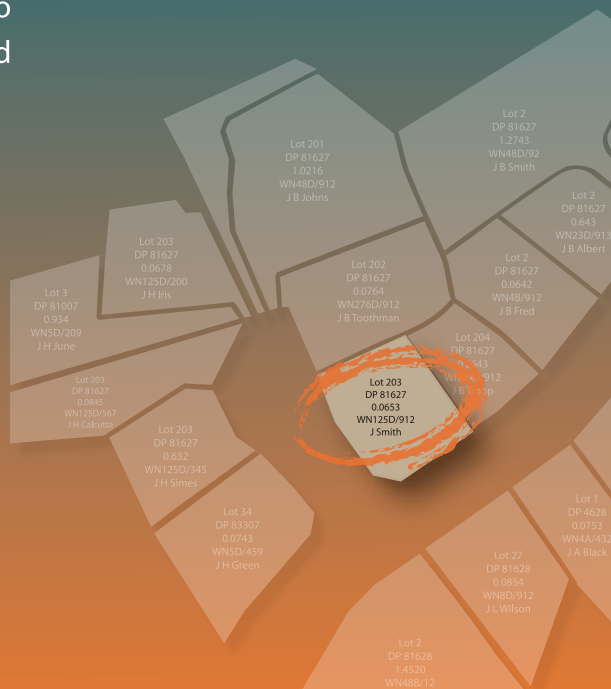 o
d
Lot 201
DP 81627
1.0216
WN48D/912
J B Johns
Lot 2
DP 81627
1.2743
WN48D/92
J B Smith
Lot 2
DP 81627
0.643
WN23D/913
J B Albert
Lot 203
DP 81627
0.0678
WN125D/200
J H Iris
Lot 202
DP 81627
0.0764
WN276D/912
J B Toothman
Lot 2
DP 81627
0.0642
WN4B/912
J B Fred
Lot 3
DP 81007
0.934
WN5D/209
J H June
Lot 204
DP 81627
Lot 203
DP 81627
0.0845
WN125D/567
J H Calcutta
Lot 203
DP 81627
0.0653
WN125D/912
J Smith
Lot 203
DP 81627
0.632
WN125D/345
J H Simes
Lot 34
DP 83307
0.0743
WN5D/459
J H Green
Lot 1
DP 4628
0.0753
WN4A/432
J A Black
Lot 27
DP 81628
0.0854
WN8D/912
J L Wilson
Lot 2
DP 81628
1.4520
WN488/12